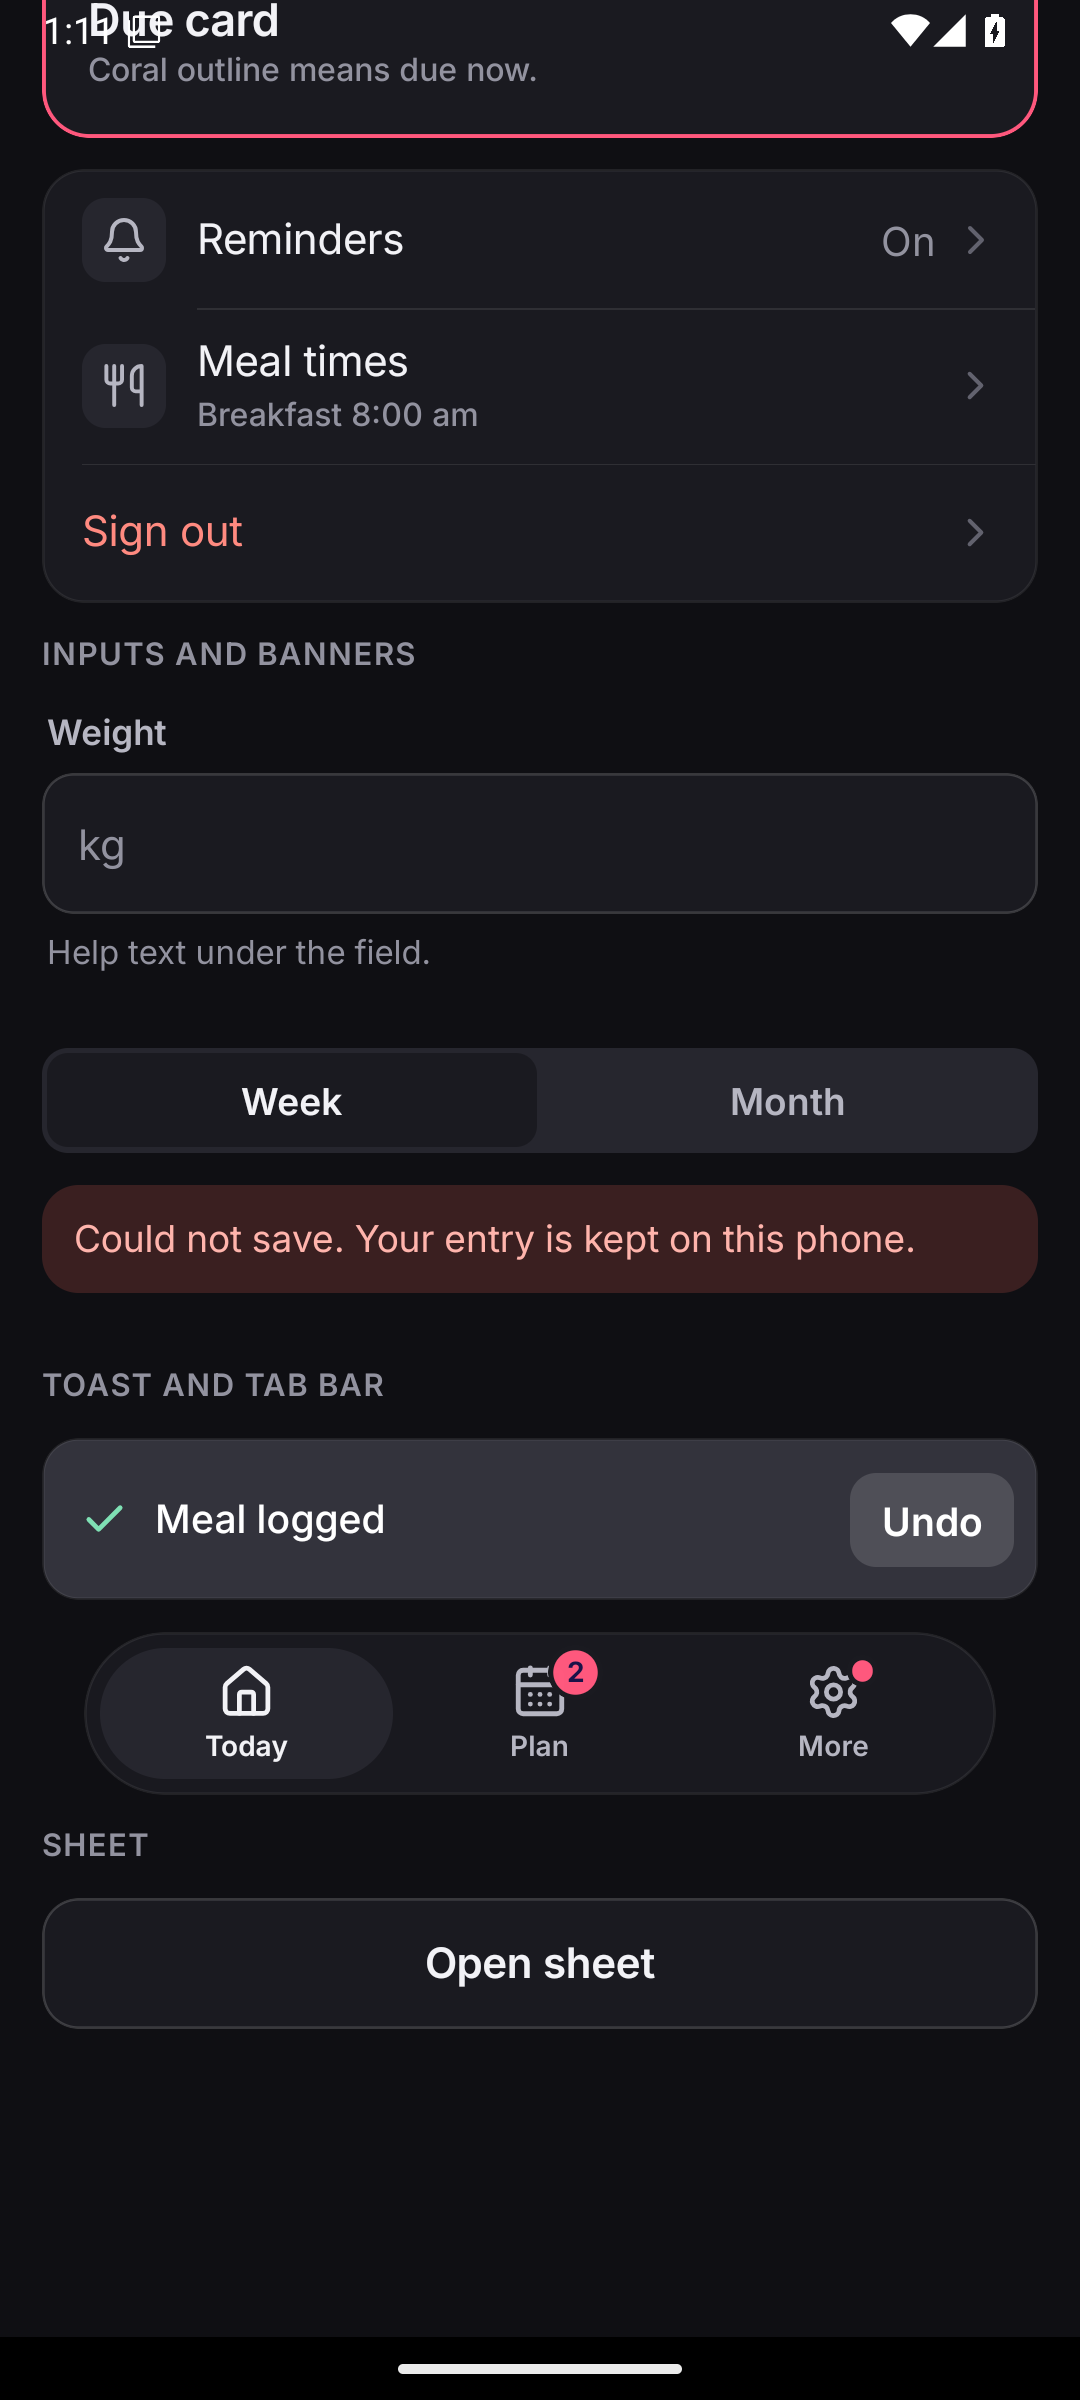 Due card
Coral outline means due now.
Reminders
On
Meal times
Breakfast 8:00 am
Sign out
INPUTS AND BANNERS
Weight
kg
Help text under the field.
Week
Month
Could not save. Your entry is kept on this phone.
TOAST AND TAB BAR
Meal logged
Undo
2
Today
Plan
More
SHEET
Open sheet